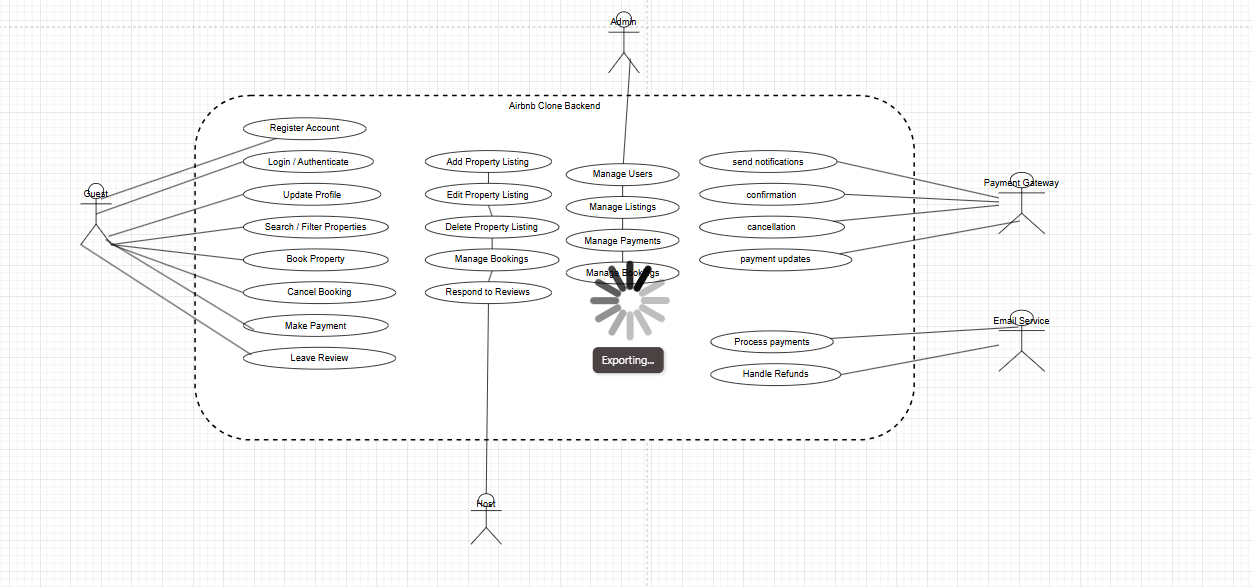 Admin
Airbnb Clone Backend
Register Account
Login / Authenticate
Update Profile
Search / Filter Properties
Book Property
Cancel Booking
Make Payment
Leave Review
Guest
Add Property Listing
Edit Property Listing
Delete Property Listing
Manage Bookings
Respond to Reviews
Manage Users
Manage Listings
Manage Payments
Manage Bookings
Exporting...
send notifications
confirmation
cancellation
payment updates
Process payments
Handle Refunds
Payment Gateway
Email Service
Host